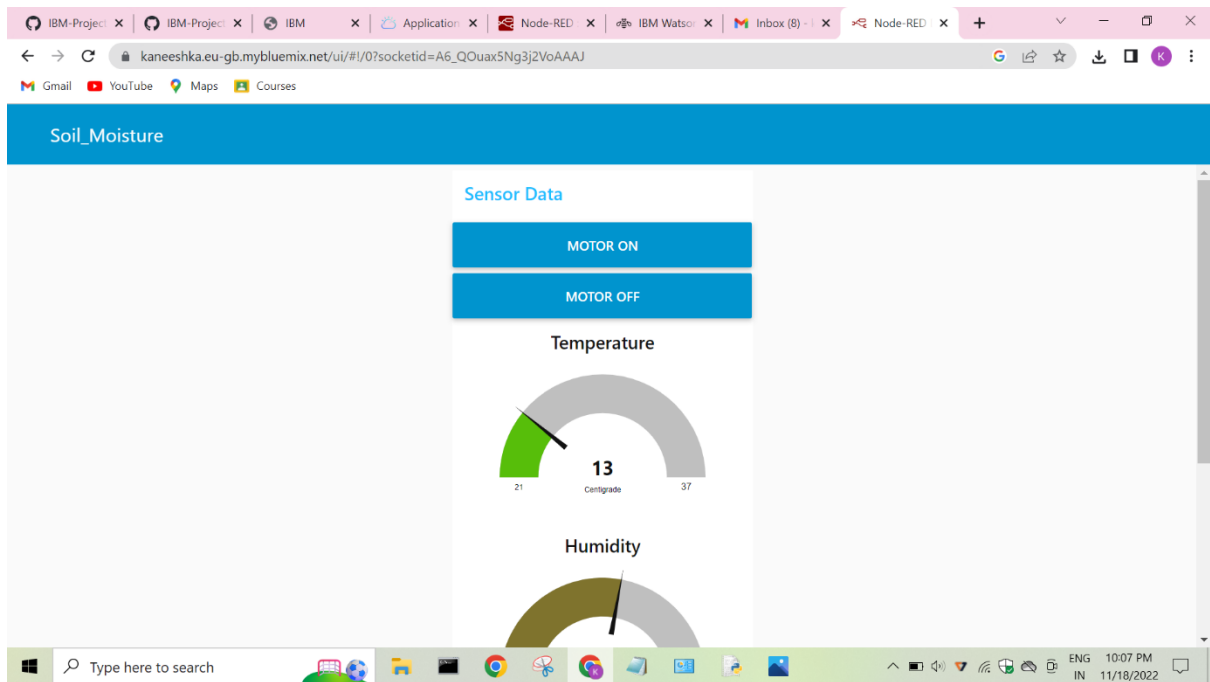 IBM-Project
IBM-Project
IBM
Application
Node-RED
IBM Watson
Inbox (8) -
Node-RED
kaneeshka.eu-gb.mybluemix.net/ui/#!/0?socketid=A6_QOuax5Ng3j2VoAAAJ
G
K
Gmail
YouTube
Maps
Courses
Soil_Moisture
Sensor Data
MOTOR ON
MOTOR OFF
Temperature
13
21
Centigrade
37
Humidity
Type here to search
ENG
IN
10:07 PM
11/18/2022